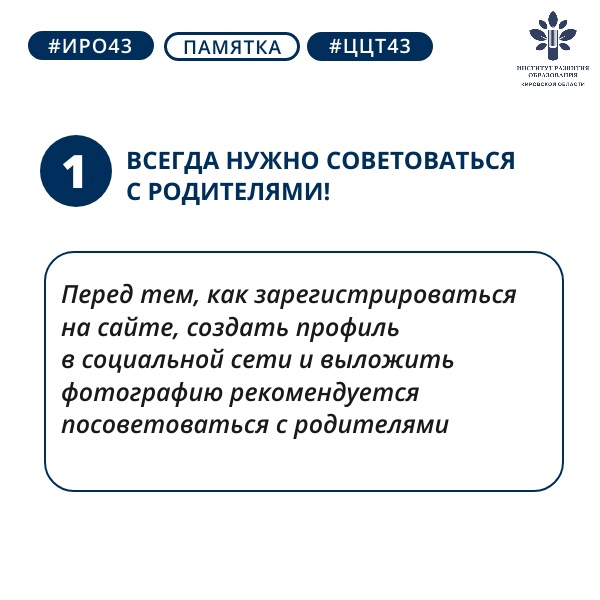 #ИРО43 ПАМЯТКА #ЦЦТ43
ИНСТИТУТ РАЗВИТИЯ
ОБРАЗОВАНИЯ
КИРОВСКОЙ ОБЛАСТИ
1 ВСЕГДА НУЖНО СОВЕТОВАТЬСЯ
С РОДИТЕЛЯМИ!
Перед тем, как зарегистрироваться
на сайте, создать профиль
в социальной сети и выложить
фотографию рекомендуется
посоветоваться с родителями